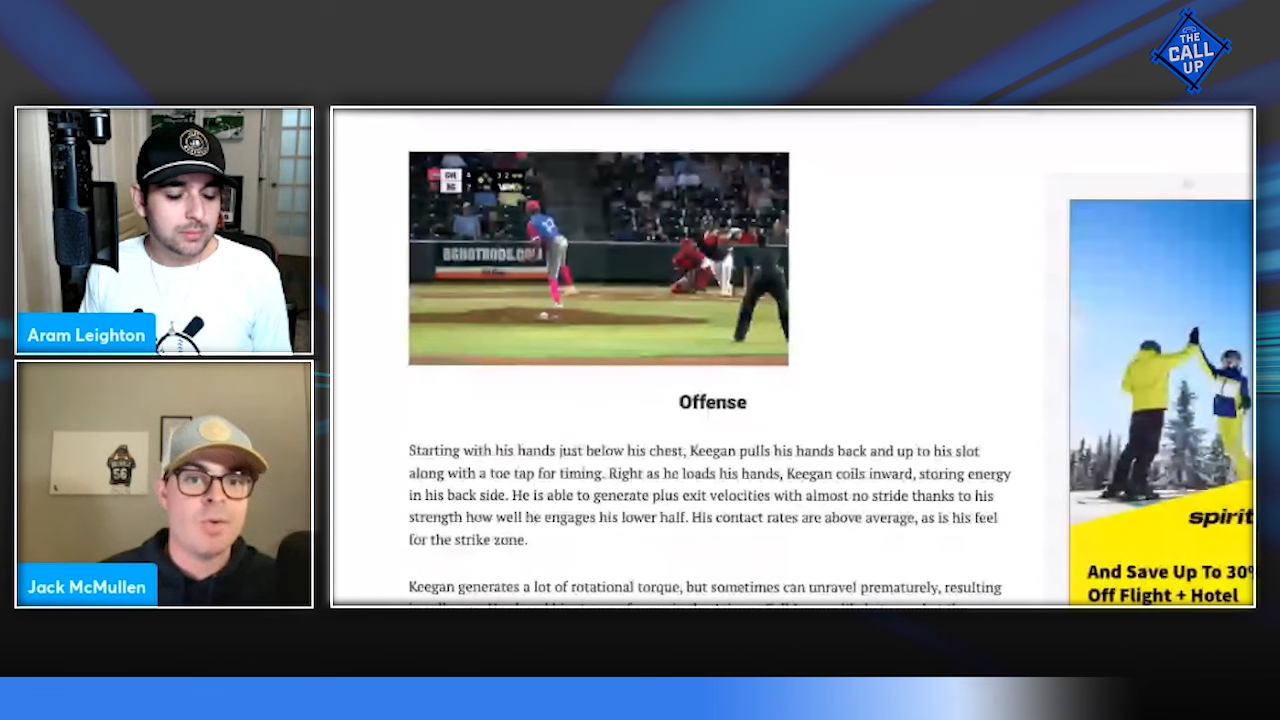 THE
CALL
UP
BGHOTRODS.COM
Offense
Starting with his hands just below his chest, Keegan pulls his hands back and up to his slot
along with a toe tap for timing. Right as he loads his hands, Keegan coils inward, storing energy
in his back side. He is able to generate plus exit velocities with almost no stride thanks to his
strength how well he engages his lower half. His contact rates are above average, as is his feel
for the strike zone.
Keegan generates a lot of rotational torque, but sometimes can unravel prematurely, resulting
spirit
And Save Up To 30%
Off Flight + Hotel
Aram Leighton
56
Jack McMullen